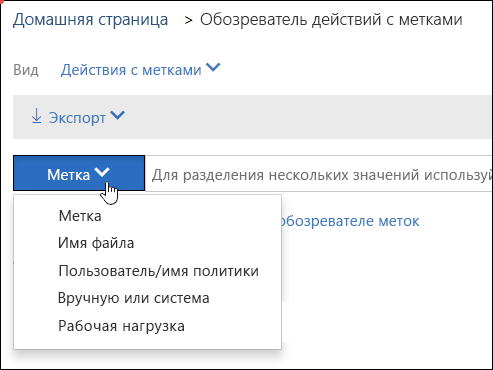 Домашняя страница > Обозреватель действий с метками
Вид Действия с метками
Экспорт
Метка Для разделения нескольких значений используй
Метка
обозревателе меток
Имя файла
Пользователь/имя политики
Вручную или система
Рабочая нагрузка